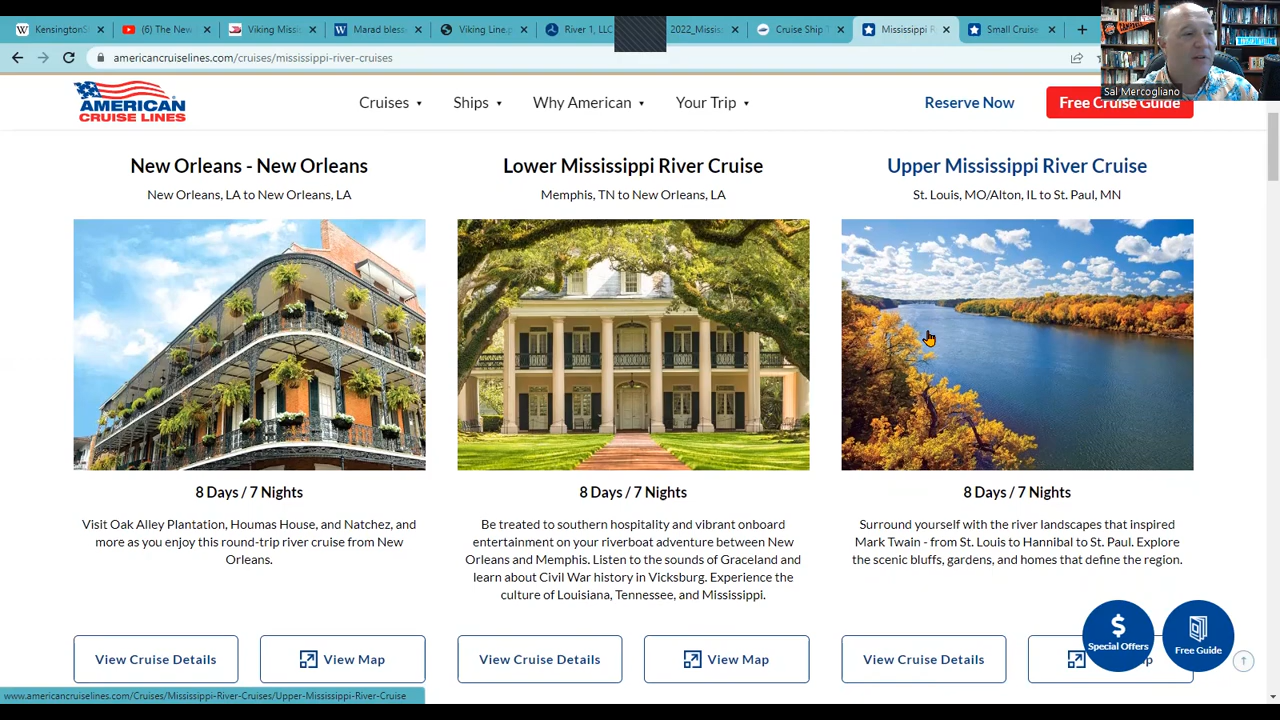 KensingtonS
(6) The New
Viking Missi
Marad bless
Viking Line.p
River 1, LLC
2022_Missis
Cruise Ship T
Mississippi R
Small Cruise
americancruiselines.com/cruises/mississippi-river-cruises
Sal Mercogliano
AMERICAN
CRUISE LINES
Cruises
Ships
Why American
Your Trip
Reserve Now
Free Cruise Guide
New Orleans - New Orleans
New Orleans, LA to New Orleans, LA
8 Days / 7 Nights
Visit Oak Alley Plantation, Houmas House, and Natchez, and
more as you enjoy this round-trip river cruise from New
Orleans.
View Cruise Details
View Map
Lower Mississippi River Cruise
Memphis, TN to New Orleans, LA
8 Days / 7 Nights
Be treated to southern hospitality and vibrant onboard
entertainment on your riverboat adventure between New
Orleans and Memphis. Listen to the sounds of Graceland and
learn about Civil War history in Vicksburg. Experience the
culture of Louisiana, Tennessee, and Mississippi.
View Cruise Details
View Map
Upper Mississippi River Cruise
St. Louis, MO/Alton, IL to St. Paul, MN
8 Days / 7 Nights
Surround yourself with the river landscapes that inspired
Mark Twain - from St. Louis to Hannibal to St. Paul. Explore
the scenic bluffs, gardens, and homes that define the region.
View Cruise Details
$
Special Offers
Free Guide
www.americancruiselines.com/Cruises/Mississippi-River-Cruises/Upper-Mississippi-River-Cruise